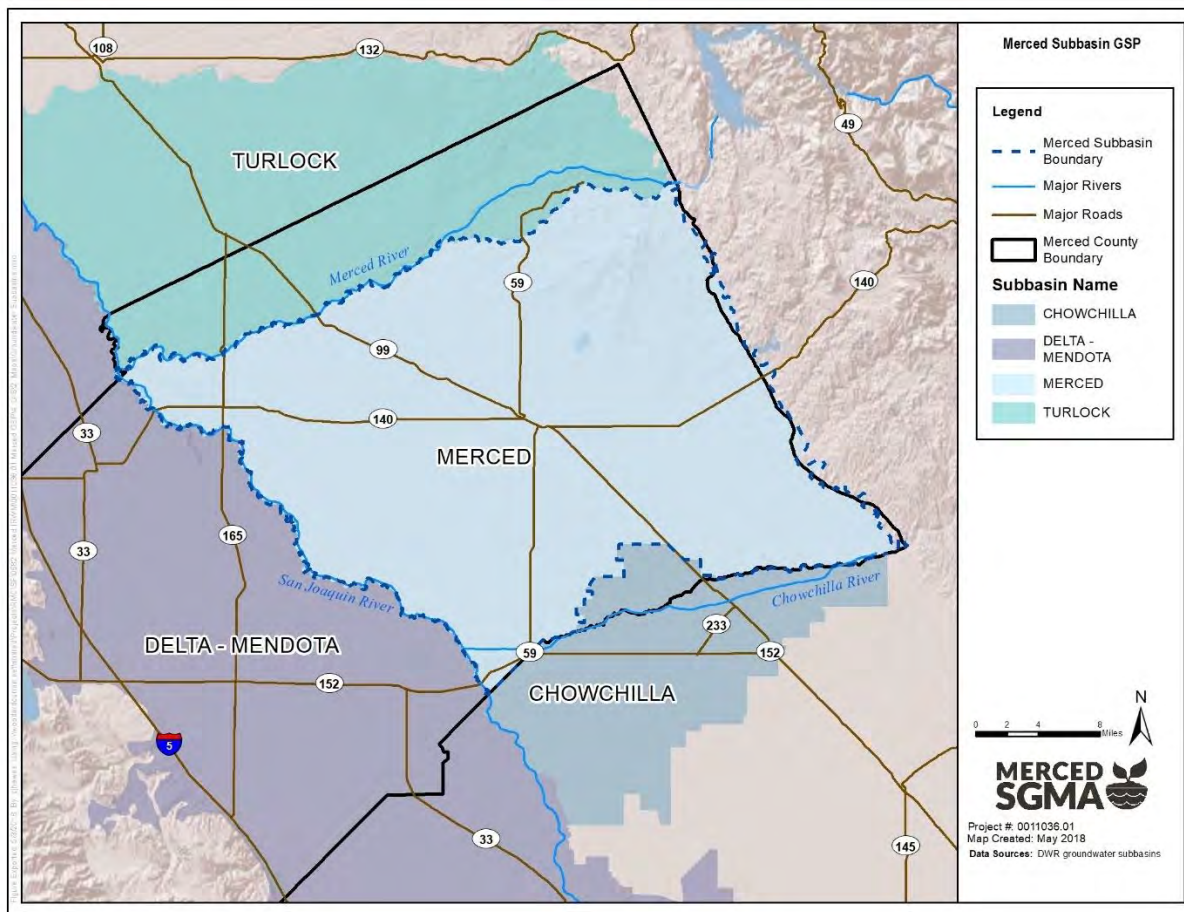 Merced Subbasin GSP
Legend
Merced Subbasin
Boundary
Major Rivers
Major Roads
Merced County
Boundary
Subbasin Name
CHOWCHILLA
DELTA -
MENDOTA
MERCED
TURLOCK
108
132
49
TURLOCK
Merced River
59
140
99
140
33
MERCED
165
33
San Joaquin River
Chowchilla River
233
DELTA - MENDOTA
59
152
152
CHOWCHILLA
5
33
145
N
0 2 4 8
Miles
MERCED
SGMA
Project #: 0011036.01
Map Created: May 2018
Data Sources: DWR groundwater subbasins